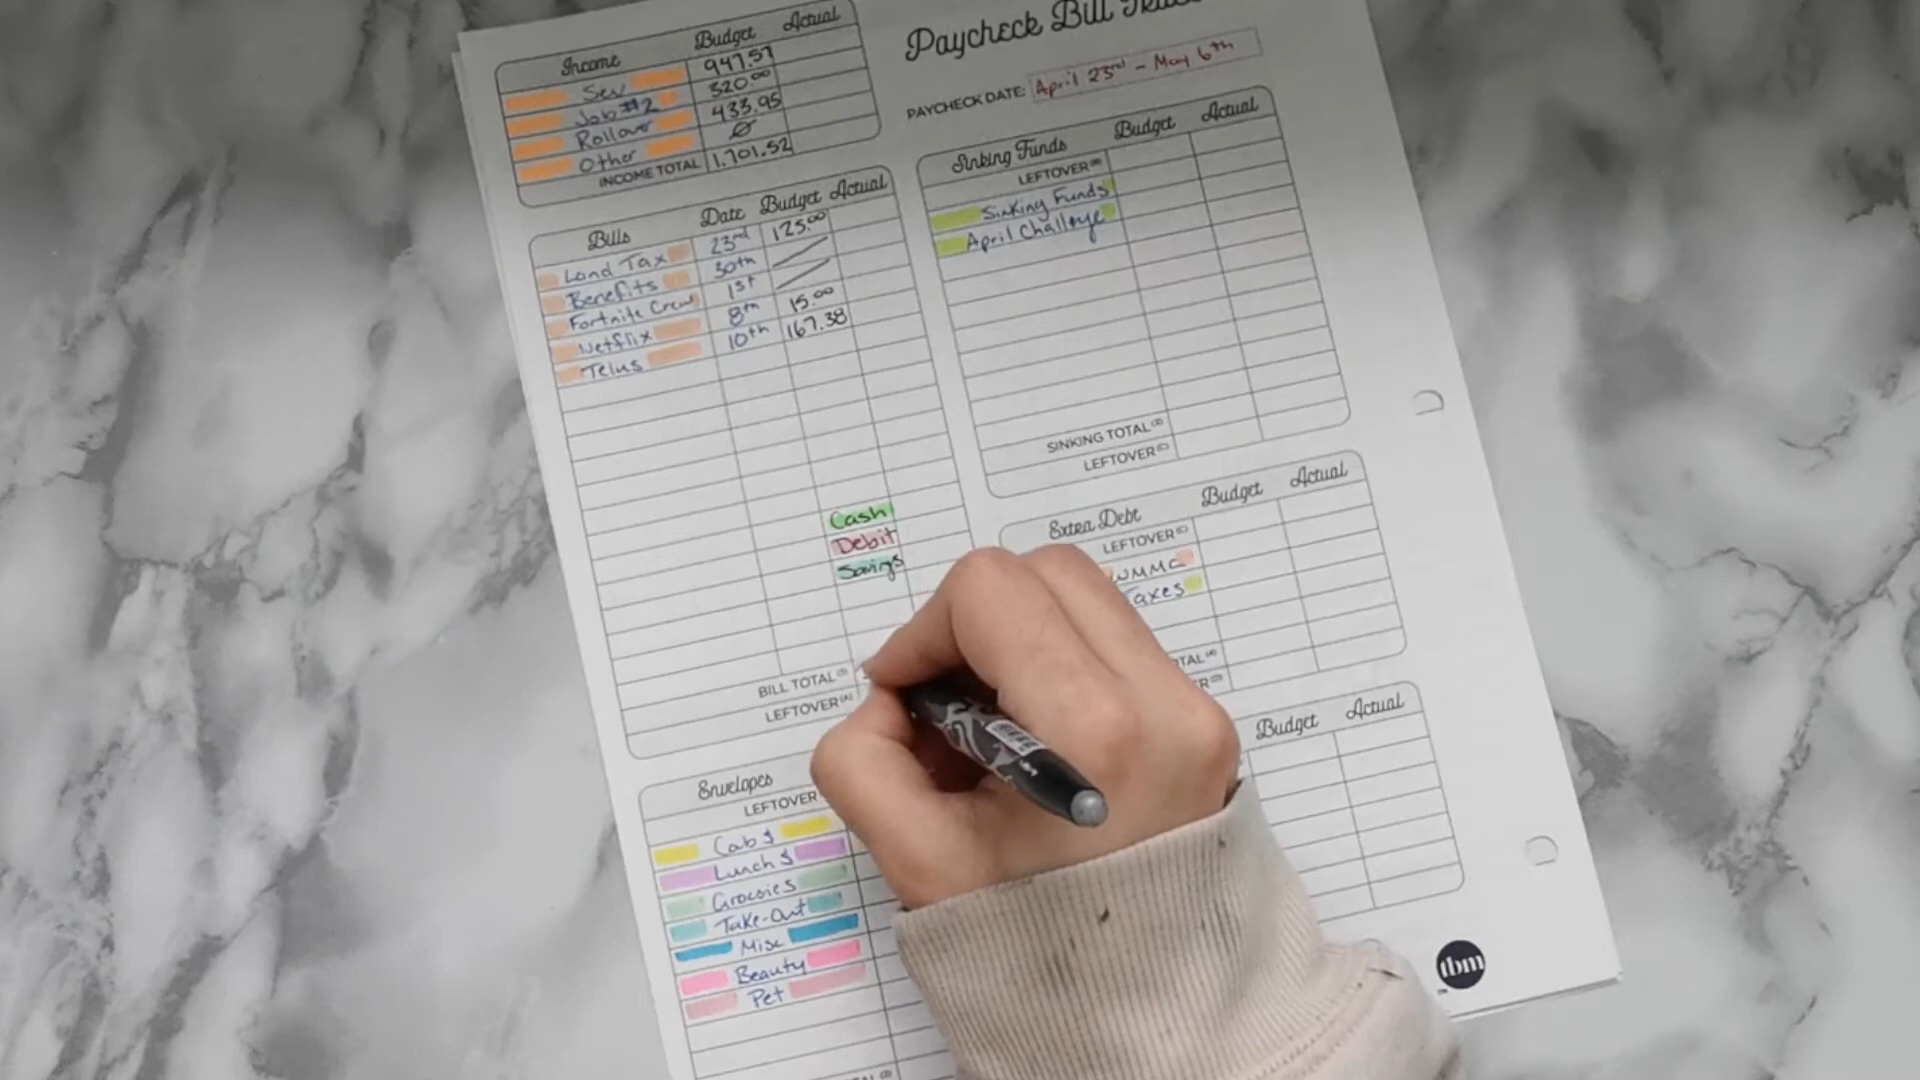 Income Budget Actual
Sew 947.57
Job #2 320.00
Rollover 433.95
Other Ø
INCOME TOTAL 1,701.52
Paycheck Bill
PAYCHECK DATE: April 23rd - May 6th
Bills Date Budget Actual
Land Tax 23rd 125.00
Benefits 30th
Fortnite Crew 1st
Netflix 8th 15.00
Telus 10th 167.38
Cash
Debit
Savings
BILL TOTAL
LEFTOVER (A)
Sinking Funds Budget Actual
LEFTOVER
Sinking Funds
April Challenge
SINKING TOTAL
LEFTOVER
Extra Debt Budget Actual
LEFTOVER
WMMC
Taxes
Budget Actual
Envelopes
LEFTOVER
Cab $
Lunch $
Groceries
Take-Out
Misc
Beauty
Pet
tbm